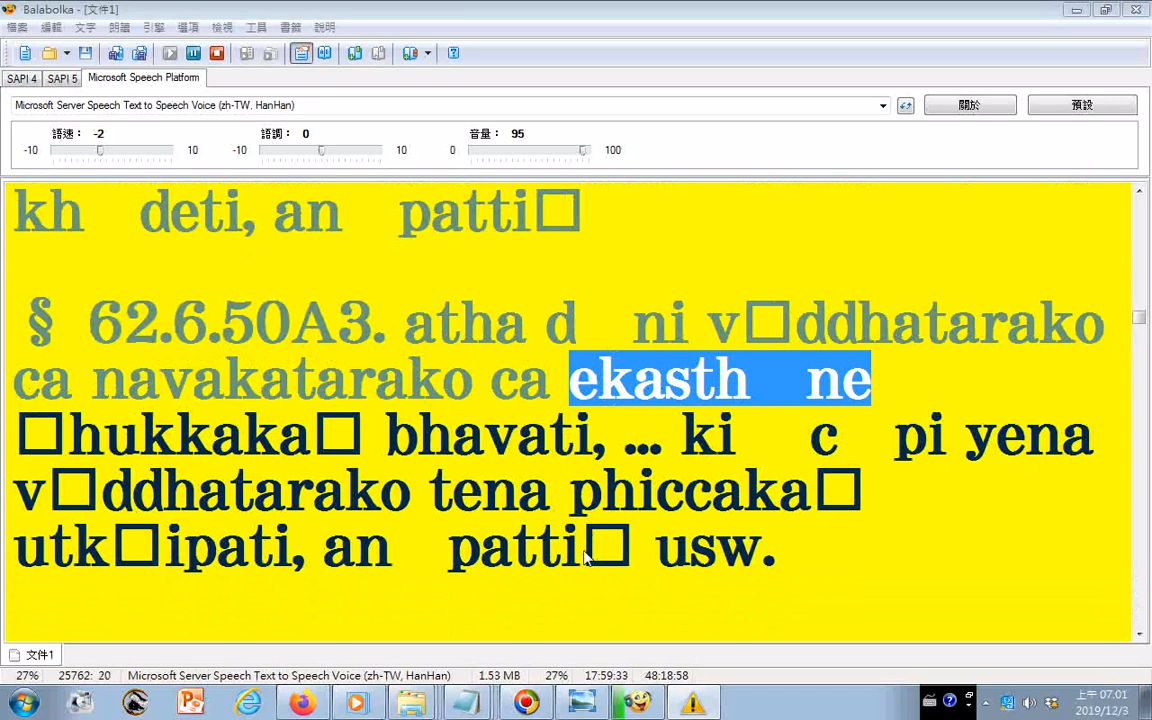 Balabolka - [文件1]
檔案 編輯 文字 朗讀 引擎 選項 檢視 工具 書籤 說明
SAPI 4 SAPI 5 Microsoft Speech Platform
Microsoft Server Speech Text to Speech Voice (zh-TW, HanHan) 關於 預設
語速： -2 語調： 0 音量： 95
-10 10 -10 10 0 100
kh deti, an patti□
§ 62.6.50A3. atha d ni v□ddhatarako
ca navakatarako ca ekasth ne
□hukkaka□ bhavati, ... ki c pi yena
v□ddhatarako tena phiccaka□
utk□ipati, an patti□ usw.
文件1
27% 25762: 20 Microsoft Server Speech Text to Speech Voice (zh-TW, HanHan) 1.53 MB 27% 17:59:33 48:18:58
上午 07:01
2019/12/3